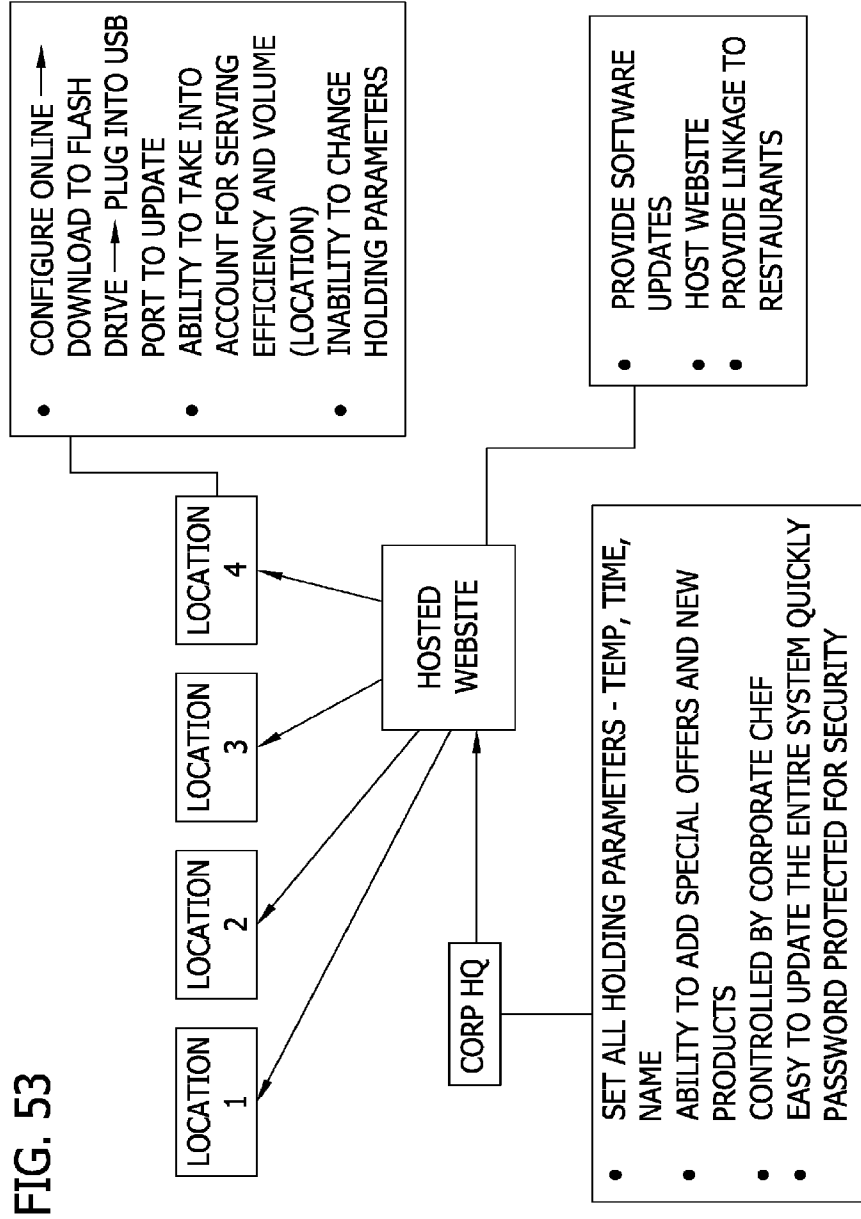 FIG. 53
LOCATION
1
LOCATION
2
LOCATION
3
LOCATION
4
• CONFIGURE ONLINE →
DOWNLOAD TO FLASH
DRIVE → PLUG INTO USB
PORT TO UPDATE
• ABILITY TO TAKE INTO
ACCOUNT FOR SERVING
EFFICIENCY AND VOLUME
(LOCATION)
• INABILITY TO CHANGE
HOLDING PARAMETERS
CORP HQ
HOSTED
WEBSITE
• SET ALL HOLDING PARAMETERS - TEMP, TIME,
NAME
• ABILITY TO ADD SPECIAL OFFERS AND NEW
PRODUCTS
• CONTROLLED BY CORPORATE CHEF
• EASY TO UPDATE THE ENTIRE SYSTEM QUICKLY
PASSWORD PROTECTED FOR SECURITY
• PROVIDE SOFTWARE
UPDATES
• HOST WEBSITE
• PROVIDE LINKAGE TO
RESTAURANTS